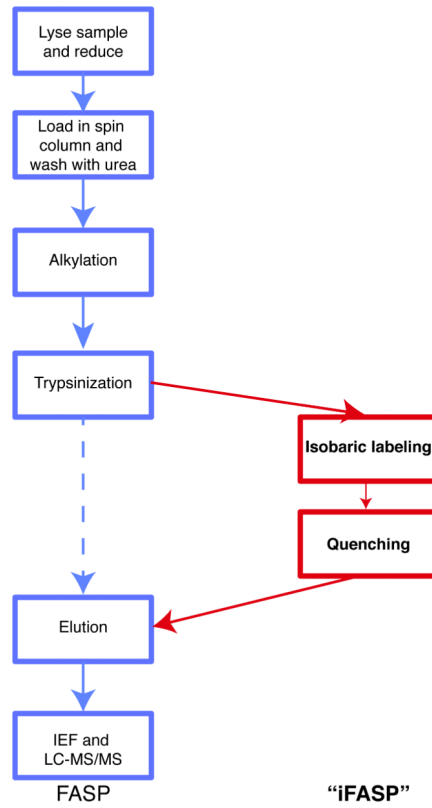 Lyse sample
and reduce
Load in spin
column and
wash with urea
Alkylation
Trypsinization
Isobaric labeling
Quenching
Elution
IEF and
LC-MS/MS
FASP
“iFASP”